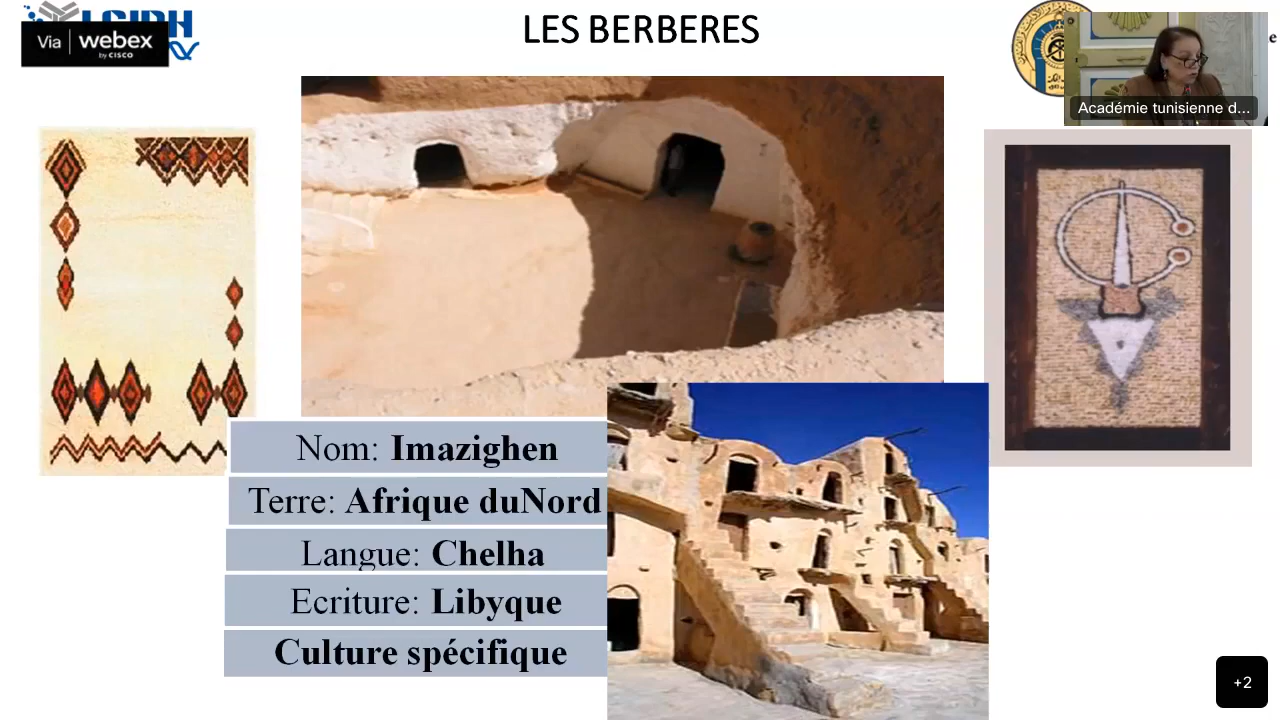 LES BERBERES
Via webex
by CISCO
Académie tunisienne d...
Nom: Imazighen
Terre: Afrique duNord
Langue: Chelha
Ecriture: Libyque
Culture spécifique
+2